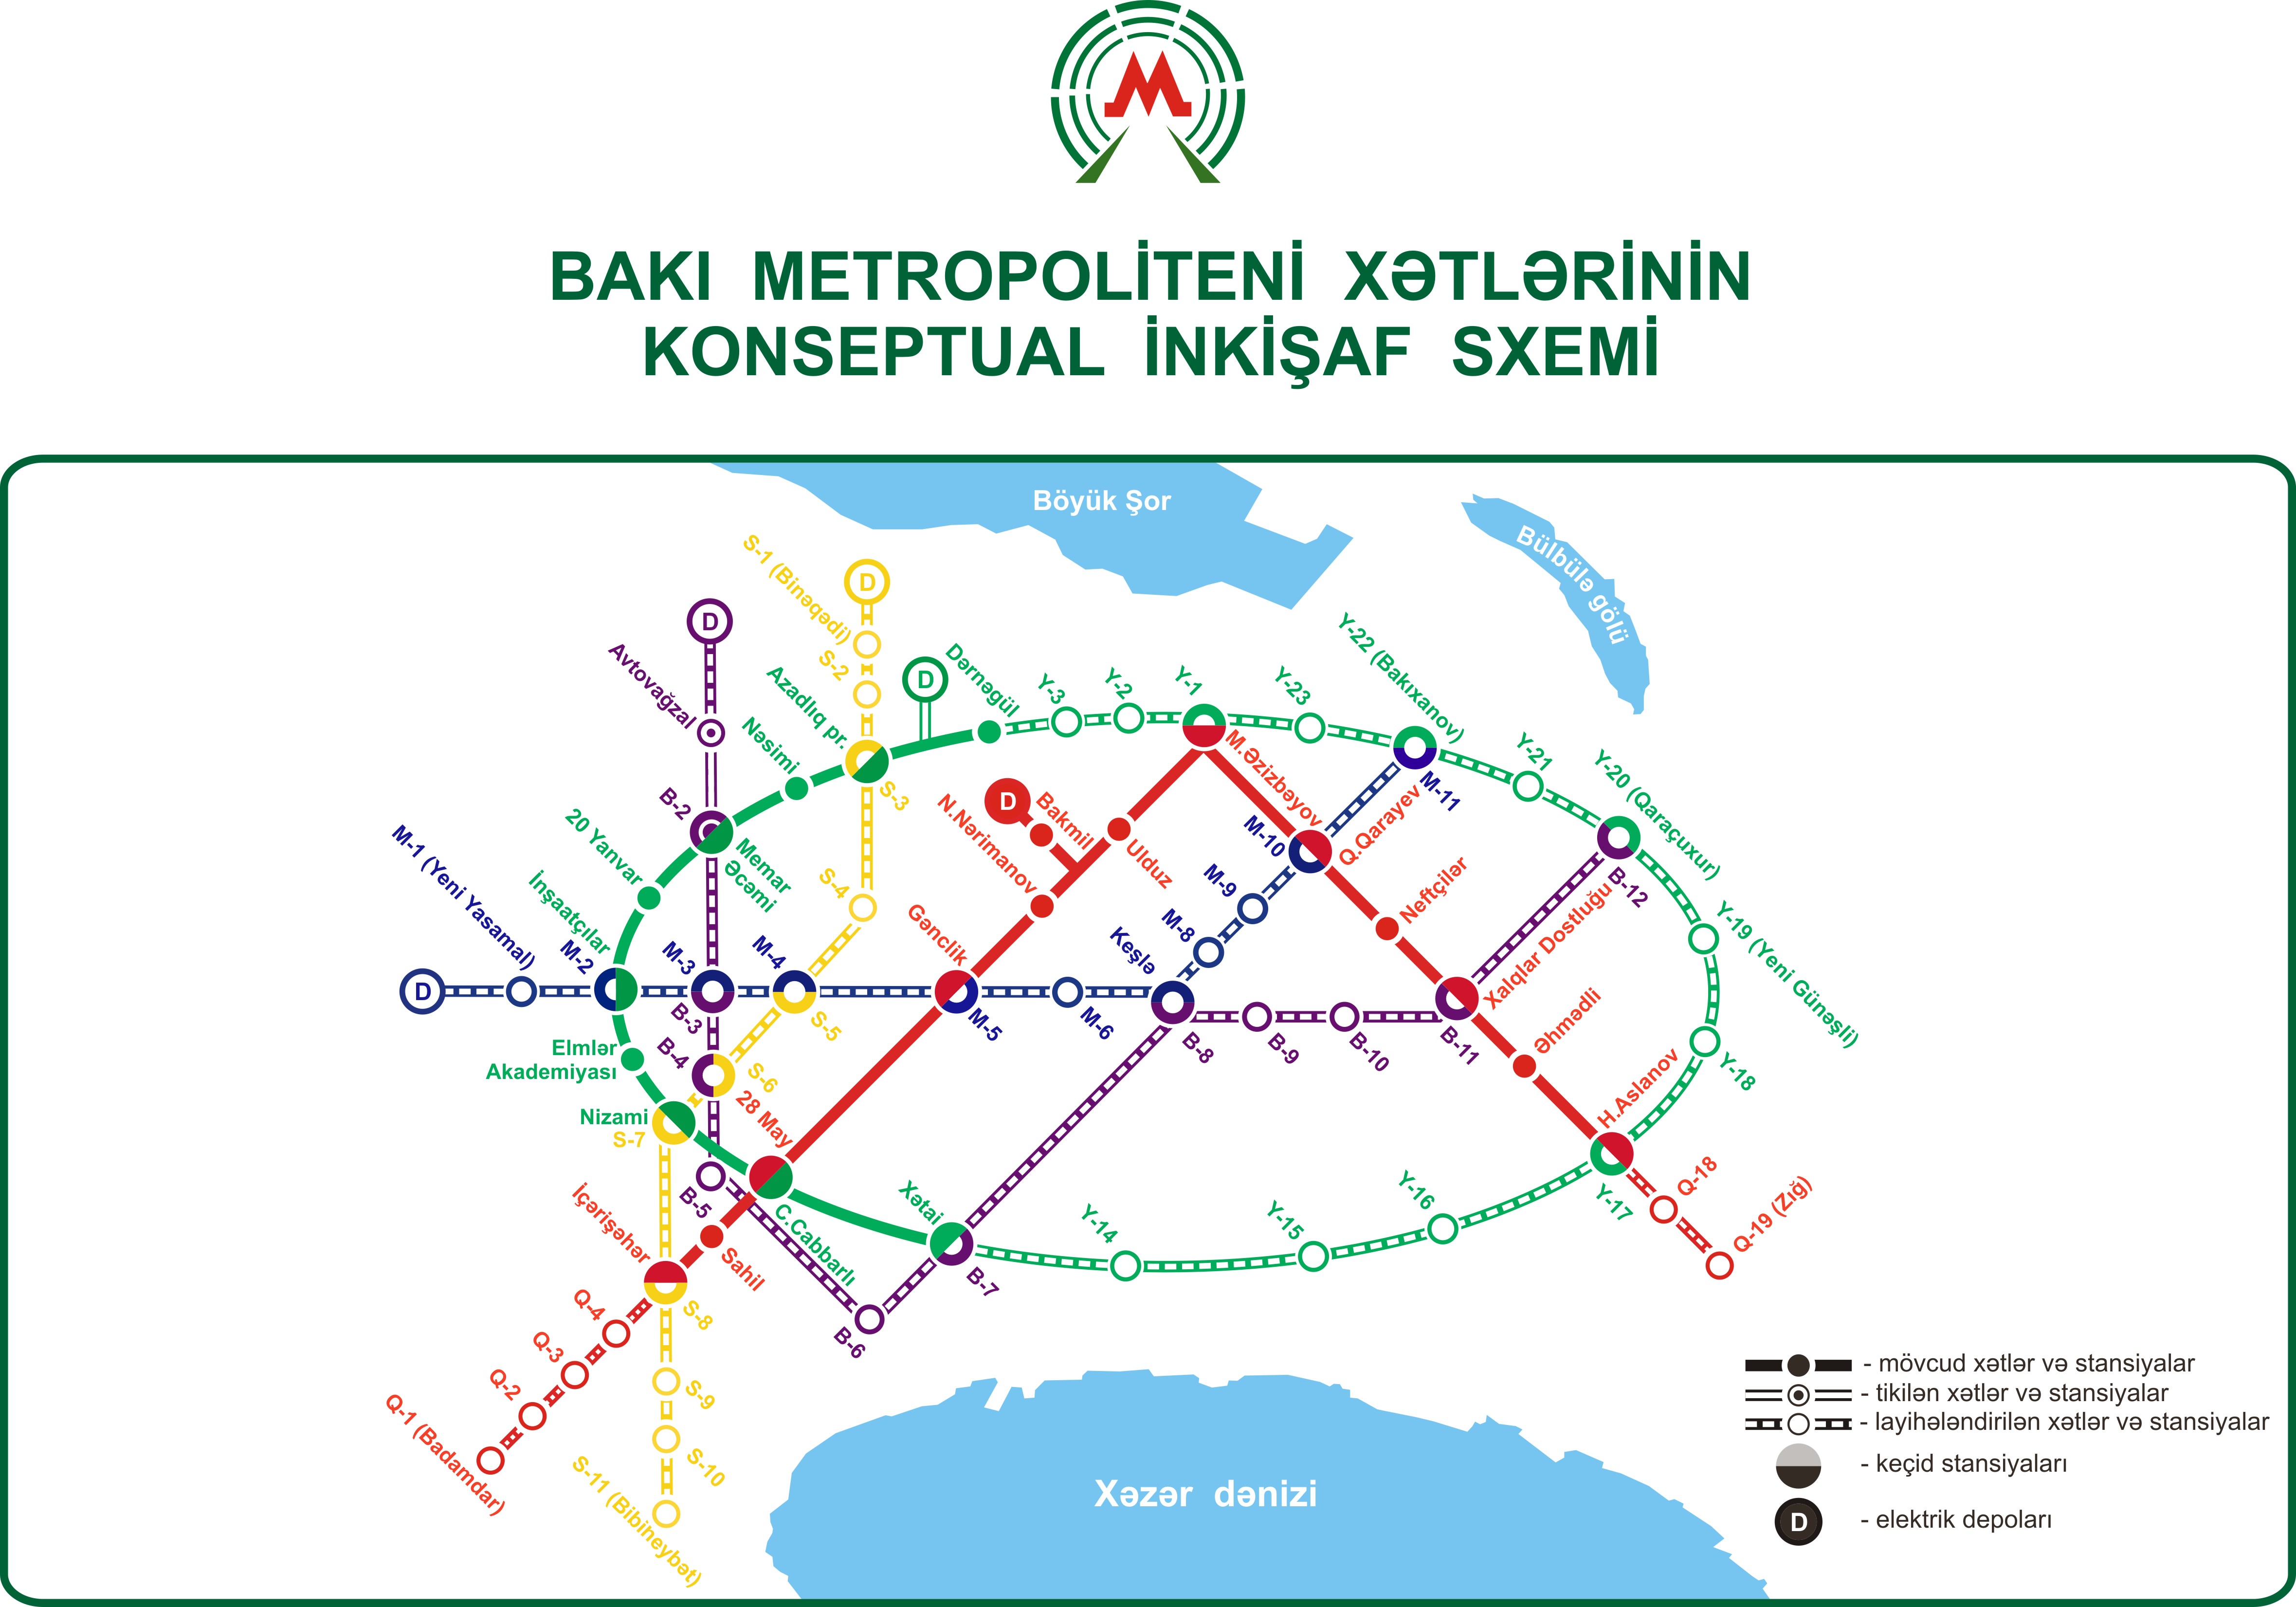 M
BAKI METROPOLİTENİ XƏTLƏRİNİN
KONSEPTUAL İNKİŞAF SXEMİ
Böyük Şor
Bülbülə gölü
S-1 (Binəqədi)
D
S-2
D
Avtovağzal
Azadlıq pr.
D
Dərnəgül
Y-3
Y-2
Y-1
Y-23
Y-22 (Bakıxanov)
Y-21
Y-20 (Qaraçuxur)
Nəsimi
B-2
S-3
M.Əzizbəyov
M-11
20 Yanvar
Memar
Əcəmi
D
Bakmil
N.Nərimanov
Ulduz
M-10
Q.Qarayev
B-12
M-1 (Yeni Yasamal)
İnşaatçılar
S-4
M-9
Neftçilər
Xalqlar Dostluğu
Y-19 (Yeni Günəşli)
M-2
M-3
M-4
Gənclik
Keşlə
M-8
D
B-3
S-5
M-5
M-6
B-8
B-9
B-10
B-11
Əhmədli
Elmlər
Akademiyası
B-4
S-6
Y-18
Nizami
S-7
28 May
H.Aslanov
B-5
C.Cabbarlı
Xətai
Y-14
Y-15
Y-16
Y-17
Q-18
Q-19 (Zığ)
İçərişəhər
Sahil
B-7
B-6
S-8
Q-4
Q-3
Q-2
Q-1 (Badamdar)
S-9
S-10
S-11 (Bibiheybət)
Xəzər dənizi
- mövcud xətlər və stansiyalar
- tikilən xətlər və stansiyalar
- layihələndirilən xətlər və stansiyalar
- keçid stansiyaları
D - elektrik depoları